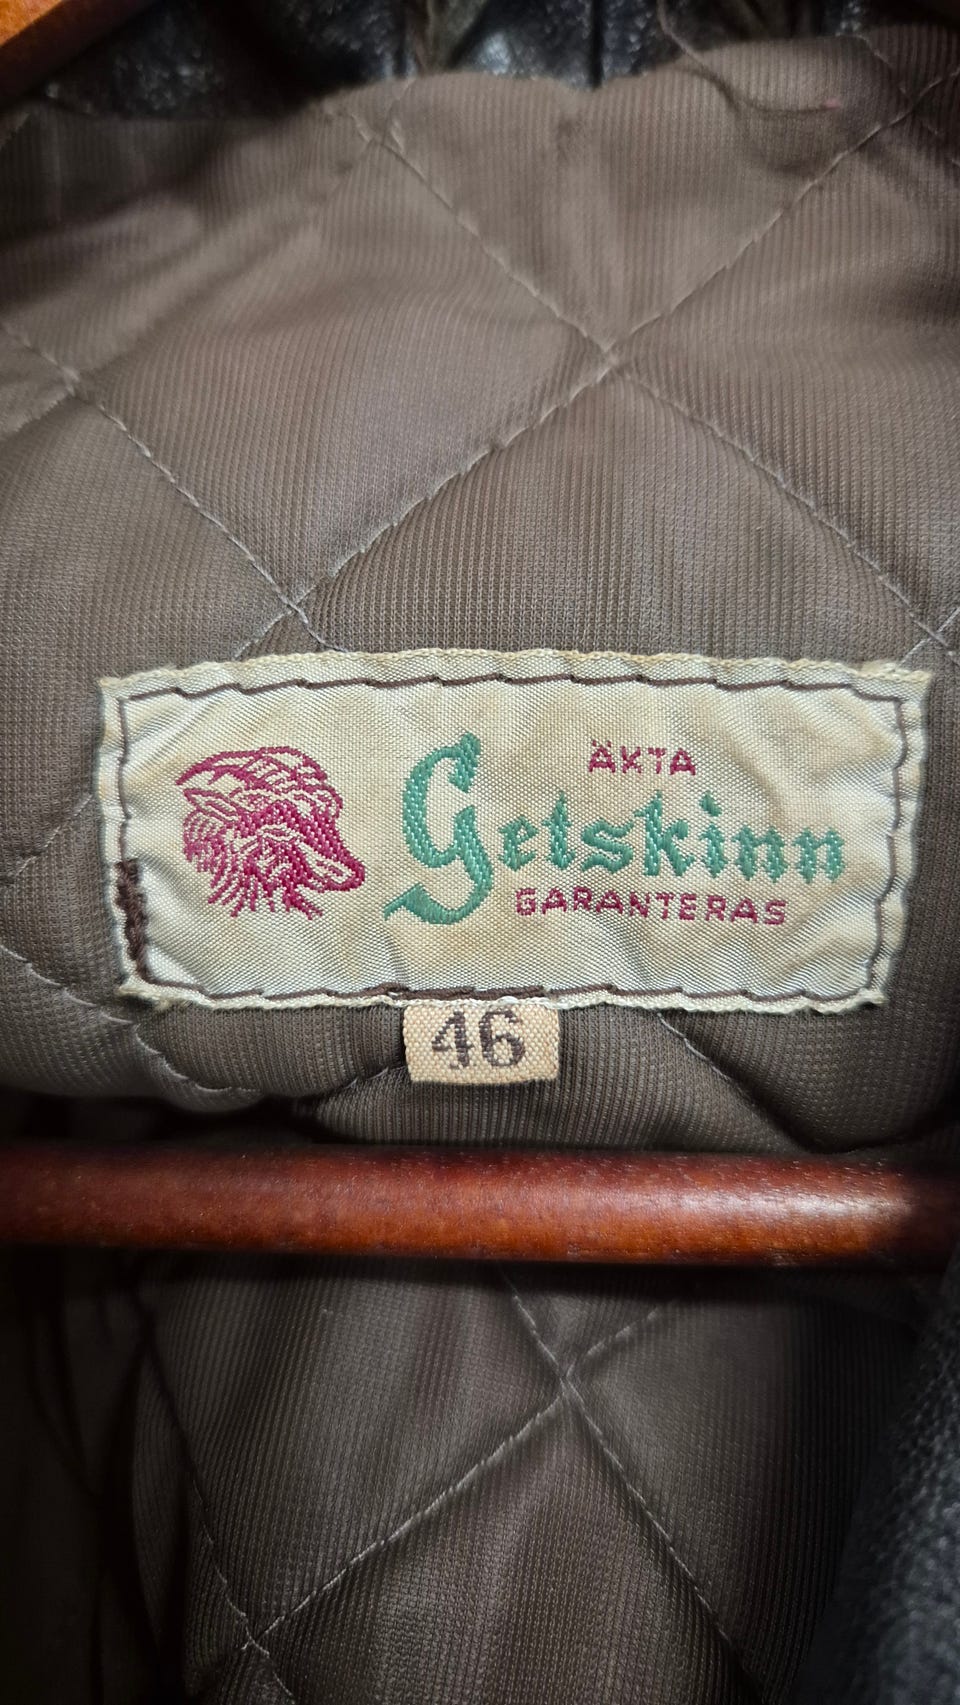 ÄKTA
Getskinn
GARANTERAS
46